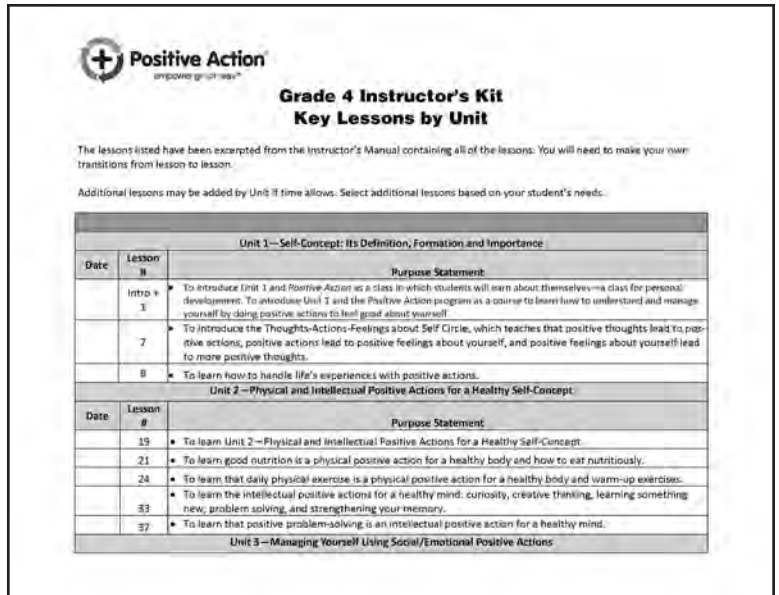 Positive Action
Grade 4 Instructor's Kit
Key Lessons by Unit
The lessons listed have been excerpted from the Instructor's Manual containing all of the lessons. You will need to make your own
transitions from lesson to lesson.
Additional lessons may be added by Unit if time allows. Select additional lessons based on your student's needs.
Unit 1—Self-Concept: Its Definition, Formation and Importance
Date Lesson # Purpose Statement
Intro + 1 • To introduce Unit 1 and Positive Action as a class in which students will earn about themselves—a class for personal
development. To introduce Unit 1 and the Positive Action program as a course to learn how to understand and manage
yourself by doing positive actions to feel good about yourself
7 • To introduce the Thoughts-Actions-Feelings about Self Circle, which teaches that positive thoughts lead to pos-
itive actions, positive actions lead to positive feelings about yourself, and positive feelings about yourself lead
to more positive thoughts.
8 • To learn how to handle life's experiences with positive actions.
Unit 2—Physical and Intellectual Positive Actions for a Healthy Self-Concept
Date Lesson # Purpose Statement
19 • To learn Unit 2—Physical and Intellectual Positive Actions for a Healthy Self-Concept
21 • To learn good nutrition is a physical positive action for a healthy body and how to eat nutritiously.
24 • To learn that daily physical exercise is a physical positive action for a healthy body and warm-up exercises.
33 • To learn the intellectual positive actions for a healthy mind: curiosity, creative thinking, learning something
new, problem solving, and strengthening your memory.
37 • To learn that positive problem-solving is an intellectual positive action for a healthy mind.
Unit 3—Managing Yourself Using Social/Emotional Positive Actions